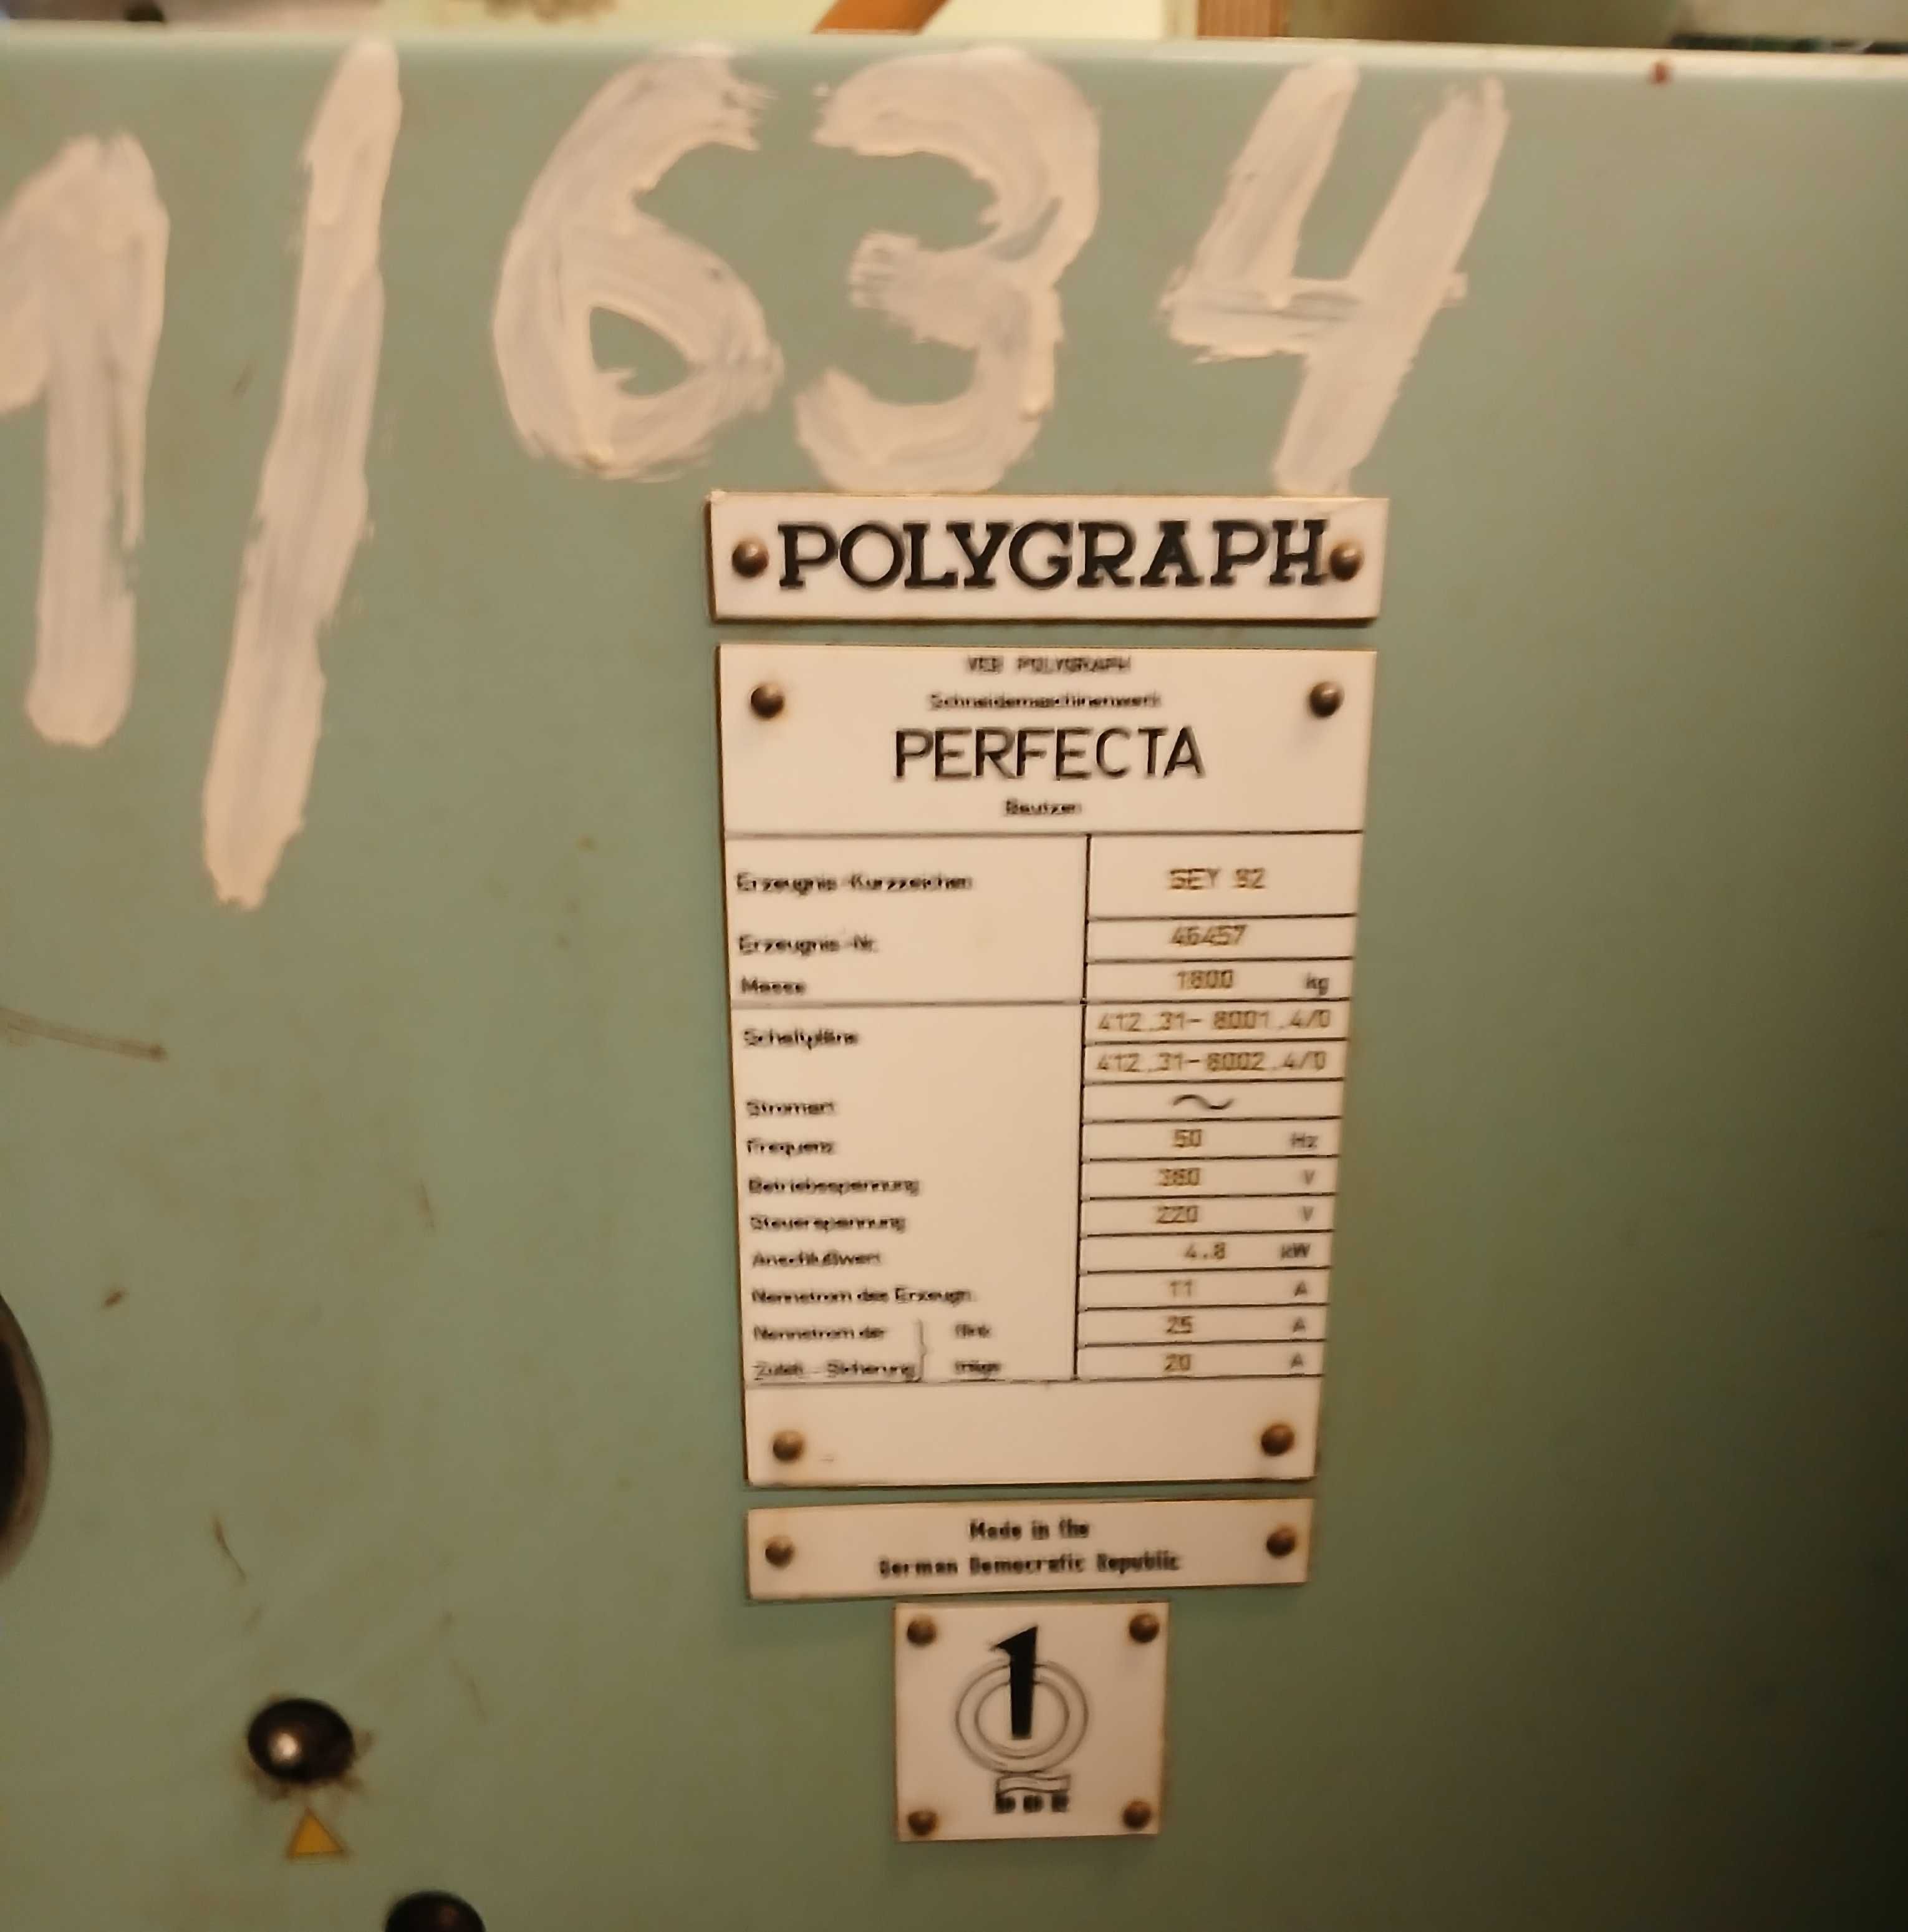 1/634
POLYGRAPH
VEB POLYGRAPH
Schneidemaschinenwerk
PERFECTA
Bautzen
Erzeugnis-Kurzzeichen SEY 92
Erzeugnis-Nr. 46457
Masse 1800 kg
Schaltpläne 412.31-8001.4/0
412.31-8002.4/0
Stromart ~
Frequenz 50 Hz
Betriebsspannung 380 V
Steuerspannung 220 V
Anschlußwert 4.8 kW
Nennstrom des Erzeugn. 11 A
Nennstrom der flink 25 A
Zuleit.-Sicherung träge 20 A
Made in the
German Democratic Republic
1
DDR